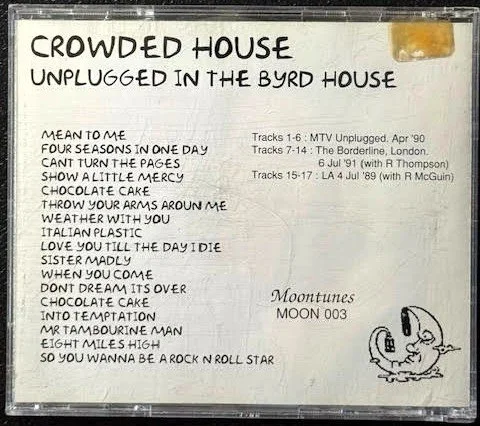 CROWDED HOUSE
UNPLUGGED IN THE BYRD HOUSE
MEAN TO ME
FOUR SEASONS IN ONE DAY
CANT TURN THE PAGES
SHOW A LITTLE MERCY
CHOCOLATE CAKE
THROW YOUR ARMS AROUN ME
WEATHER WITH YOU
ITALIAN PLASTIC
LOVE YOU TILL THE DAY I DIE
SISTER MADLY
WHEN YOU COME
DONT DREAM ITS OVER
CHOCOLATE CAKE
INTO TEMPTATION
MR TAMBOURINE MAN
EIGHT MILES HIGH
SO YOU WANNA BE A ROCK N ROLL STAR
Tracks 1-6 : MTV Unplugged. Apr '90
Tracks 7-14 : The Borderline, London.
6 Jul '91 (with R Thompson)
Tracks 15-17 : LA 4 Jul '89 (with R McGuin)
Moontunes
MOON 003